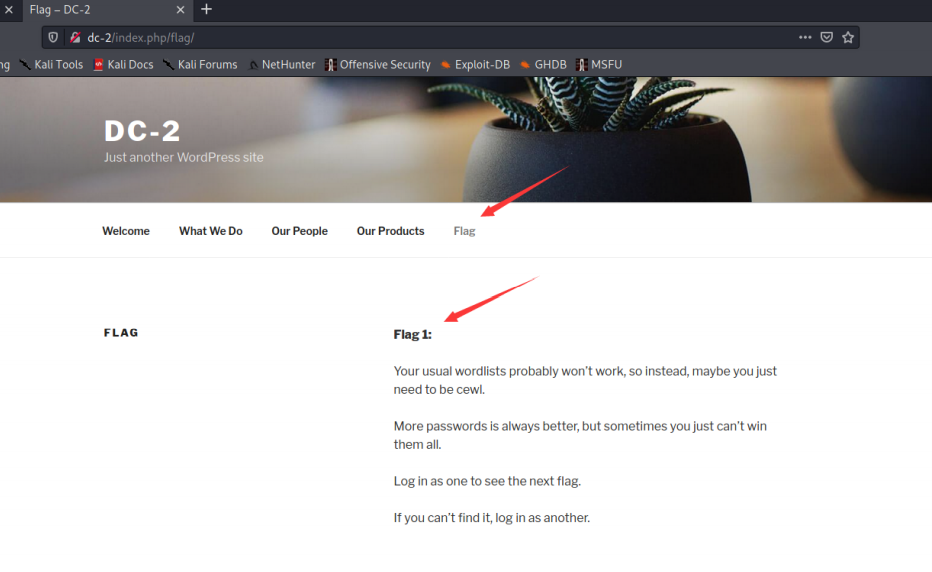 Flag – DC-2
dc-2/index.php/flag/
ng Kali Tools Kali Docs Kali Forums NetHunter Offensive Security Exploit-DB GHDB MSFU
DC-2
Just another WordPress site
Welcome What We Do Our People Our Products Flag
FLAG
Flag 1:
Your usual wordlists probably won’t work, so instead, maybe you just
need to be cewl.
More passwords is always better, but sometimes you just can’t win
them all.
Log in as one to see the next flag.
If you can’t find it, log in as another.